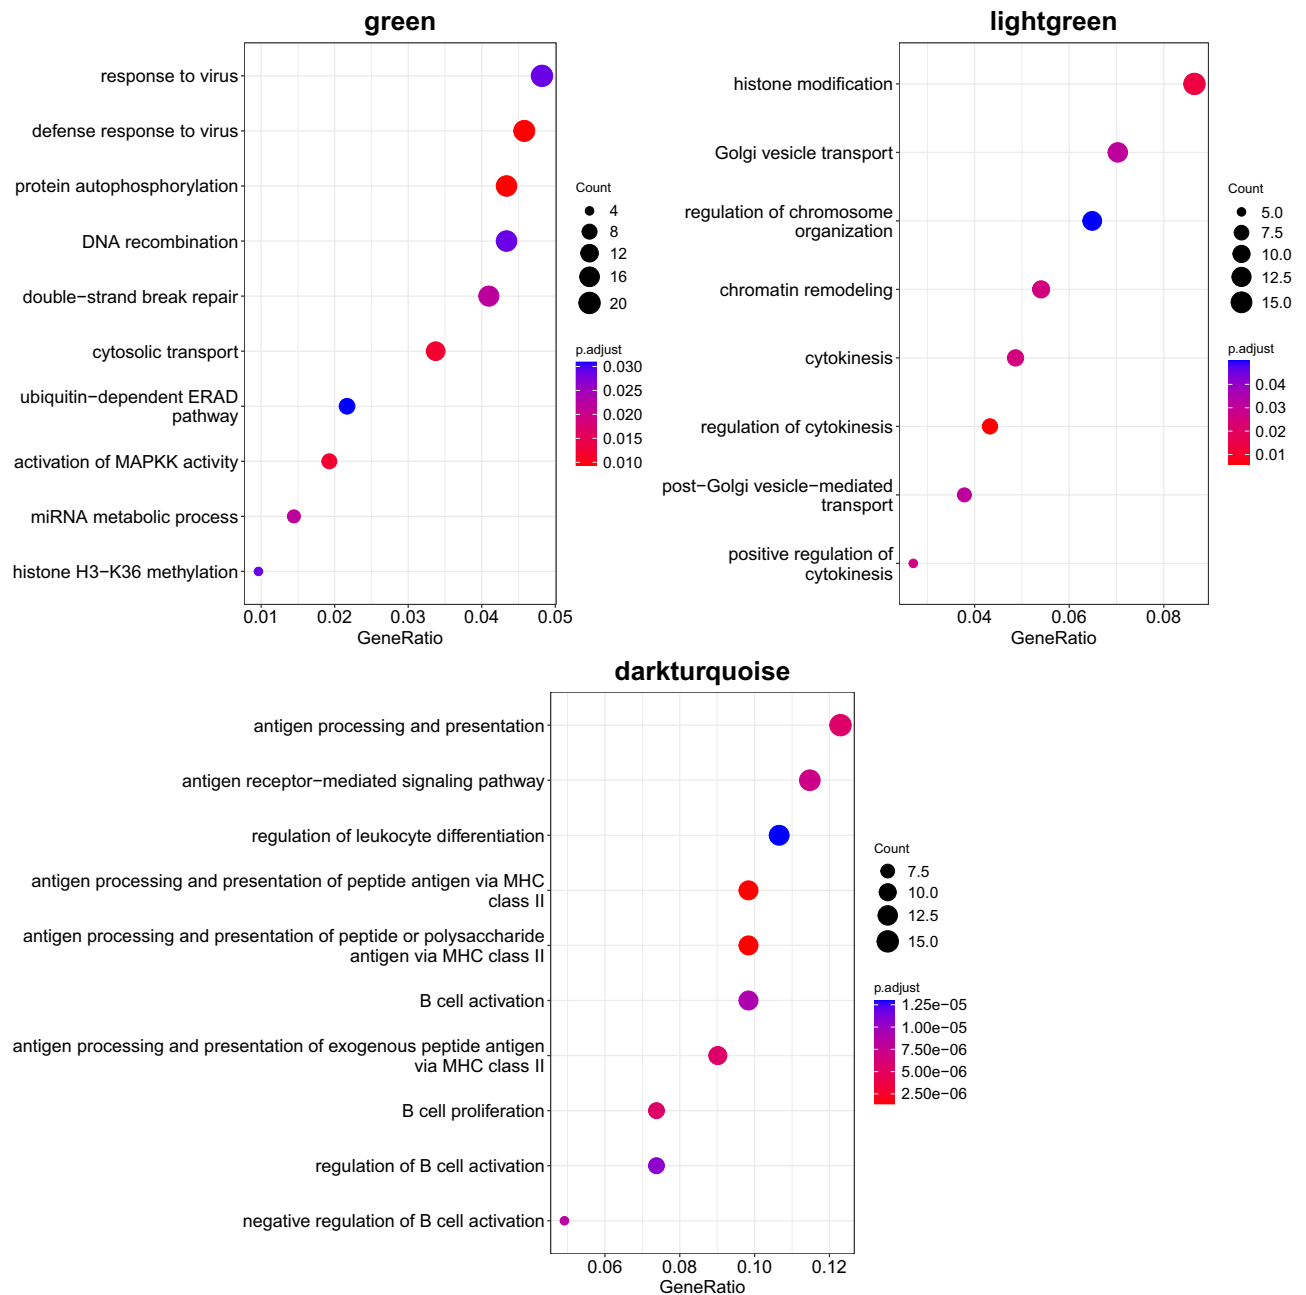 green
response to virus
defense response to virus
protein autophosphorylation
DNA recombination
double−strand break repair
cytosolic transport
ubiquitin−dependent ERAD
pathway
activation of MAPKK activity
miRNA metabolic process
histone H3−K36 methylation
0.01 0.02 0.03 0.04 0.05
GeneRatio
Count
4
8
12
16
20
p.adjust
0.030
0.025
0.020
0.015
0.010
lightgreen
histone modification
Golgi vesicle transport
regulation of chromosome
organization
chromatin remodeling
cytokinesis
regulation of cytokinesis
post−Golgi vesicle−mediated
transport
positive regulation of
cytokinesis
0.04 0.06 0.08
GeneRatio
Count
5.0
7.5
10.0
12.5
15.0
p.adjust
0.04
0.03
0.02
0.01
darkturquoise
antigen processing and presentation
antigen receptor−mediated signaling pathway
regulation of leukocyte differentiation
antigen processing and presentation of peptide antigen via MHC
class II
antigen processing and presentation of peptide or polysaccharide
antigen via MHC class II
B cell activation
antigen processing and presentation of exogenous peptide antigen
via MHC class II
B cell proliferation
regulation of B cell activation
negative regulation of B cell activation
0.06 0.08 0.10 0.12
GeneRatio
Count
7.5
10.0
12.5
15.0
p.adjust
1.25e−05
1.00e−05
7.50e−06
5.00e−06
2.50e−06